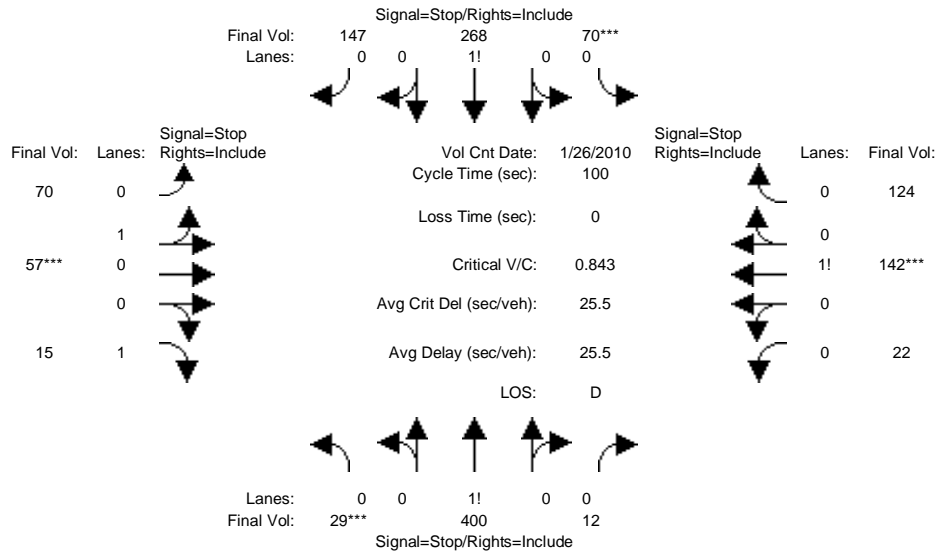 Signal=Stop/Rights=Include
Final Vol: 147 268 70***
Lanes: 0 0 1! 0 0
Signal=Stop Signal=Stop
Final Vol: Lanes: Rights=Include Vol Cnt Date: 1/26/2010 Rights=Include Lanes: Final Vol:
Cycle Time (sec): 100
70 0 0 124
Loss Time (sec): 0
1 0
57*** 0 Critical V/C: 0.843 1! 142***
0 Avg Crit Del (sec/veh): 25.5 0
15 1 Avg Delay (sec/veh): 25.5 0 22
LOS: D
Lanes: 0 0 1! 0 0
Final Vol: 29*** 400 12
Signal=Stop/Rights=Include